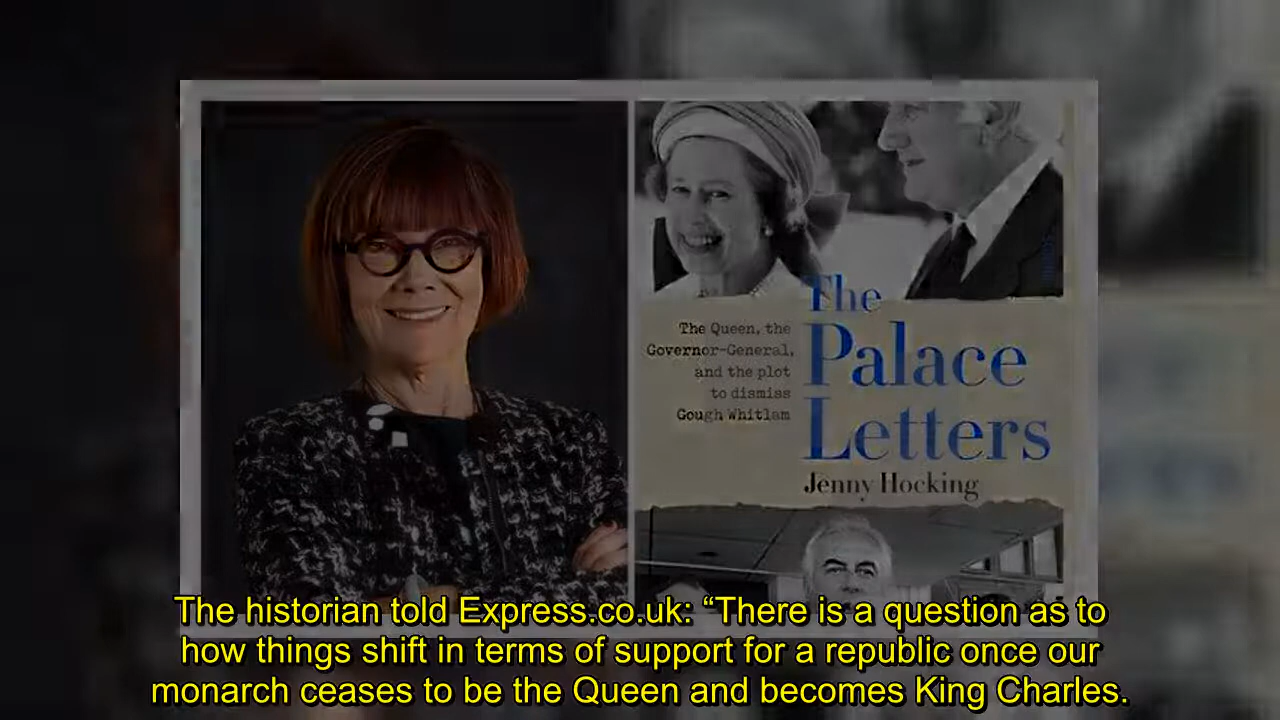 The Queen, the
Governor-General,
and the plot
to dismiss
Gough Whitlam
The
Palace
Letters
Jenny Hocking
The historian told Express.co.uk: “There is a question as to
how things shift in terms of support for a republic once our
monarch ceases to be the Queen and becomes King Charles.